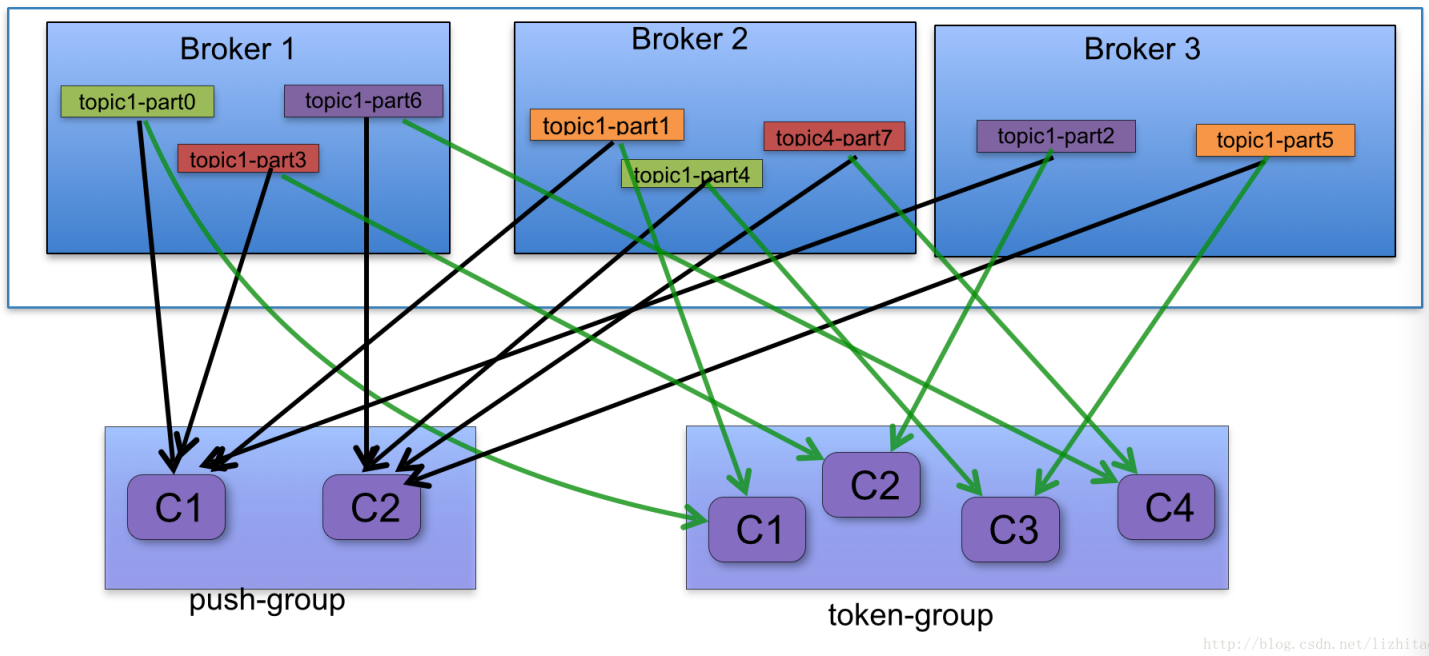 Broker 1
Broker 2
Broker 3
topic1-part0
topic1-part6
topic1-part3
topic1-part1
topic4-part7
topic1-part4
topic1-part2
topic1-part5
C1
C2
C1
C2
C3
C4
push-group
token-group
http://blog.csdn.net/lizhitao